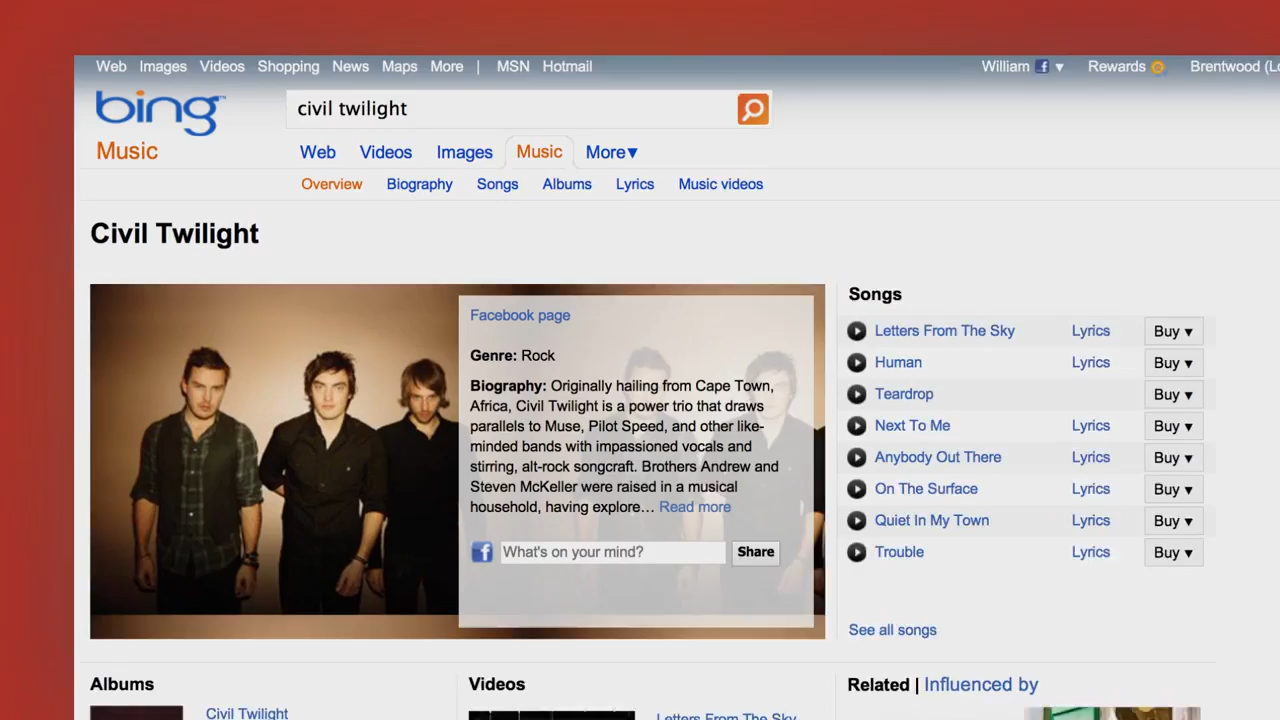 Web Images Videos Shopping News Maps More | MSN Hotmail
William f ▼ Rewards Brentwood (Lo
bing™
Music
civil twilight
Web Videos Images Music More▼
Overview Biography Songs Albums Lyrics Music videos
Civil Twilight
Facebook page
Genre: Rock
Biography: Originally hailing from Cape Town,
Africa, Civil Twilight is a power trio that draws
parallels to Muse, Pilot Speed, and other like-
minded bands with impassioned vocals and
stirring, alt-rock songcraft. Brothers Andrew and
Steven McKeller were raised in a musical
household, having explore... Read more
f What's on your mind? Share
Songs
Letters From The Sky Lyrics Buy ▾
Human Lyrics Buy ▾
Teardrop Buy ▾
Next To Me Lyrics Buy ▾
Anybody Out There Lyrics Buy ▾
On The Surface Lyrics Buy ▾
Quiet In My Town Lyrics Buy ▾
Trouble Lyrics Buy ▾
See all songs
Albums
Civil Twilight
Videos
Letters From The Sky
Related | Influenced by